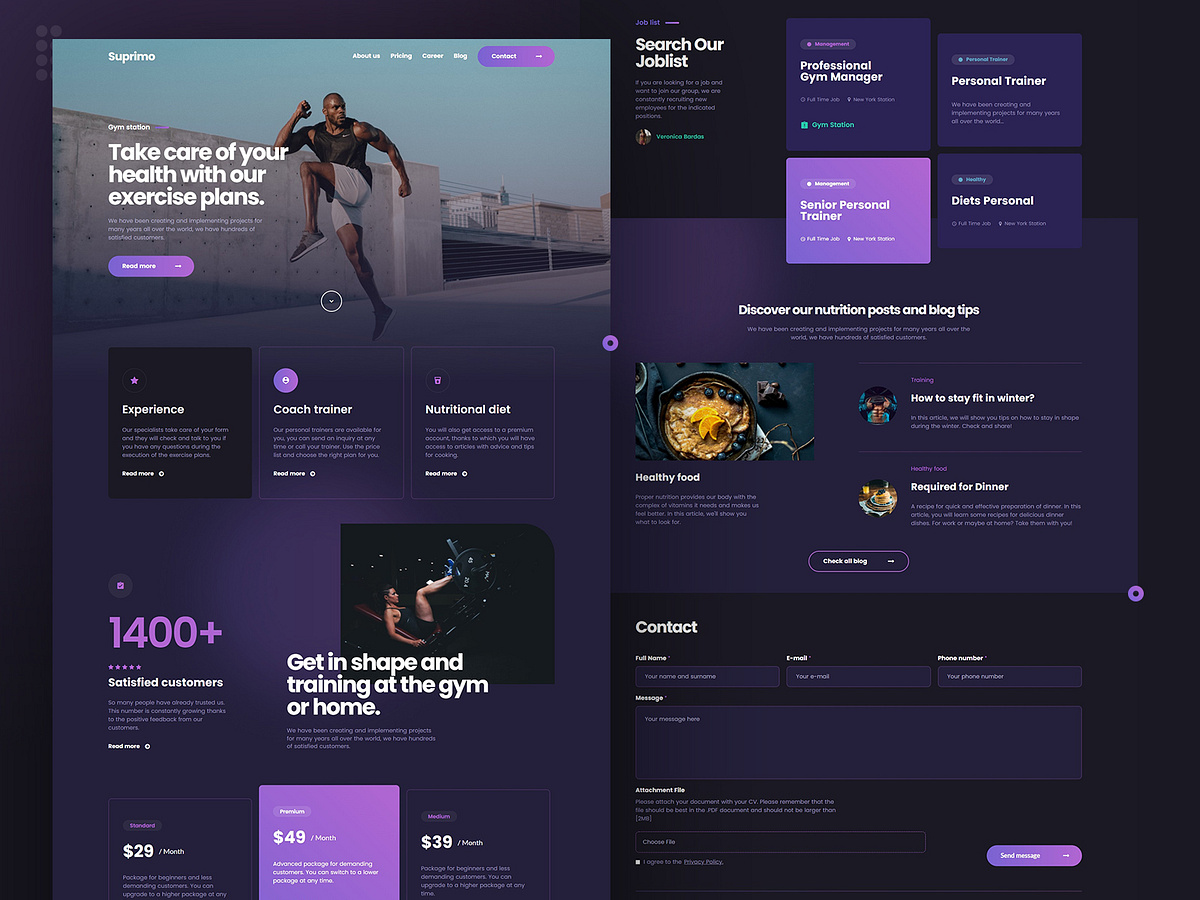 Suprimo
About us
Pricing
Career
Blog
Contact
Gym station
Take care of your
health with our
exercise plans.
We have been creating and implementing projects for
many years all over the world, we have hundreds of
satisfied customers.
Read more
Experience
Our specialists take care of your form
and they will check and talk to you if
you have any questions during the
execution of the exercise plans.
Read more
Coach trainer
Our personal trainers are available for
you, you can send an inquiry at any
time or call your trainer. Use the price
list and choose the right plan for you.
Read more
Nutritional diet
You will also get access to a premium
account, thanks to which you will have
access to articles with advice and tips
for cooking.
Read more
1400+
Satisfied customers
So many people have already trusted us.
This number is constantly growing thanks
to the positive feedback from our
customers.
Read more
Get in shape and
training at the gym
or home.
We have been creating and implementing projects
for many years all over the world, we have hundreds
of satisfied customers.
Standard
$29 / Month
Package for beginners and less
demanding customers. You can
upgrade to a higher package at any
Premium
$49 / Month
Advanced package for demanding
customers. You can switch to a lower
package at any time.
Medium
$39 / Month
Package for beginners and less
demanding customers. You can
upgrade to a higher package at any
time.
Job list
Search Our
Joblist
If you are looking for a job and
want to join our group, we are
constantly recruiting new
employees for the indicated
positions.
Veronica Bardas
Management
Professional
Gym Manager
Full Time Job
New York Station
Gym Station
Personal Trainer
Personal Trainer
We have been creating and
implementing projects for many years
all over the world...
Management
Senior Personal
Trainer
Full Time Job
New York Station
Healthy
Diets Personal
Full Time Job
New York Station
Discover our nutrition posts and blog tips
We have been creating and implementing projects for many years all over the
world, we have hundreds of satisfied customers.
Healthy food
Proper nutrition provides our body with the
complex of vitamins it needs and makes us
feel better. In this article, we'll show you
what to look for.
Training
How to stay fit in winter?
In this article, we will show you tips on how to stay in shape
during the winter. Check and share!
Healthy food
Required for Dinner
A recipe for quick and effective preparation of dinner. In this
article, you will learn some recipes for delicious dinner
dishes. For work or maybe at home? Take them with you!
Check all blog
Contact
Full Name *
E-mail *
Phone number *
Your name and surname
Your e-mail
Your phone number
Message *
Your message here
Attachment File
Please attach your document with your CV. Please remember that the
file should be best in the .PDF document and should not be larger than
[2MB]
Choose File
I agree to the Privacy Policy.
Send message